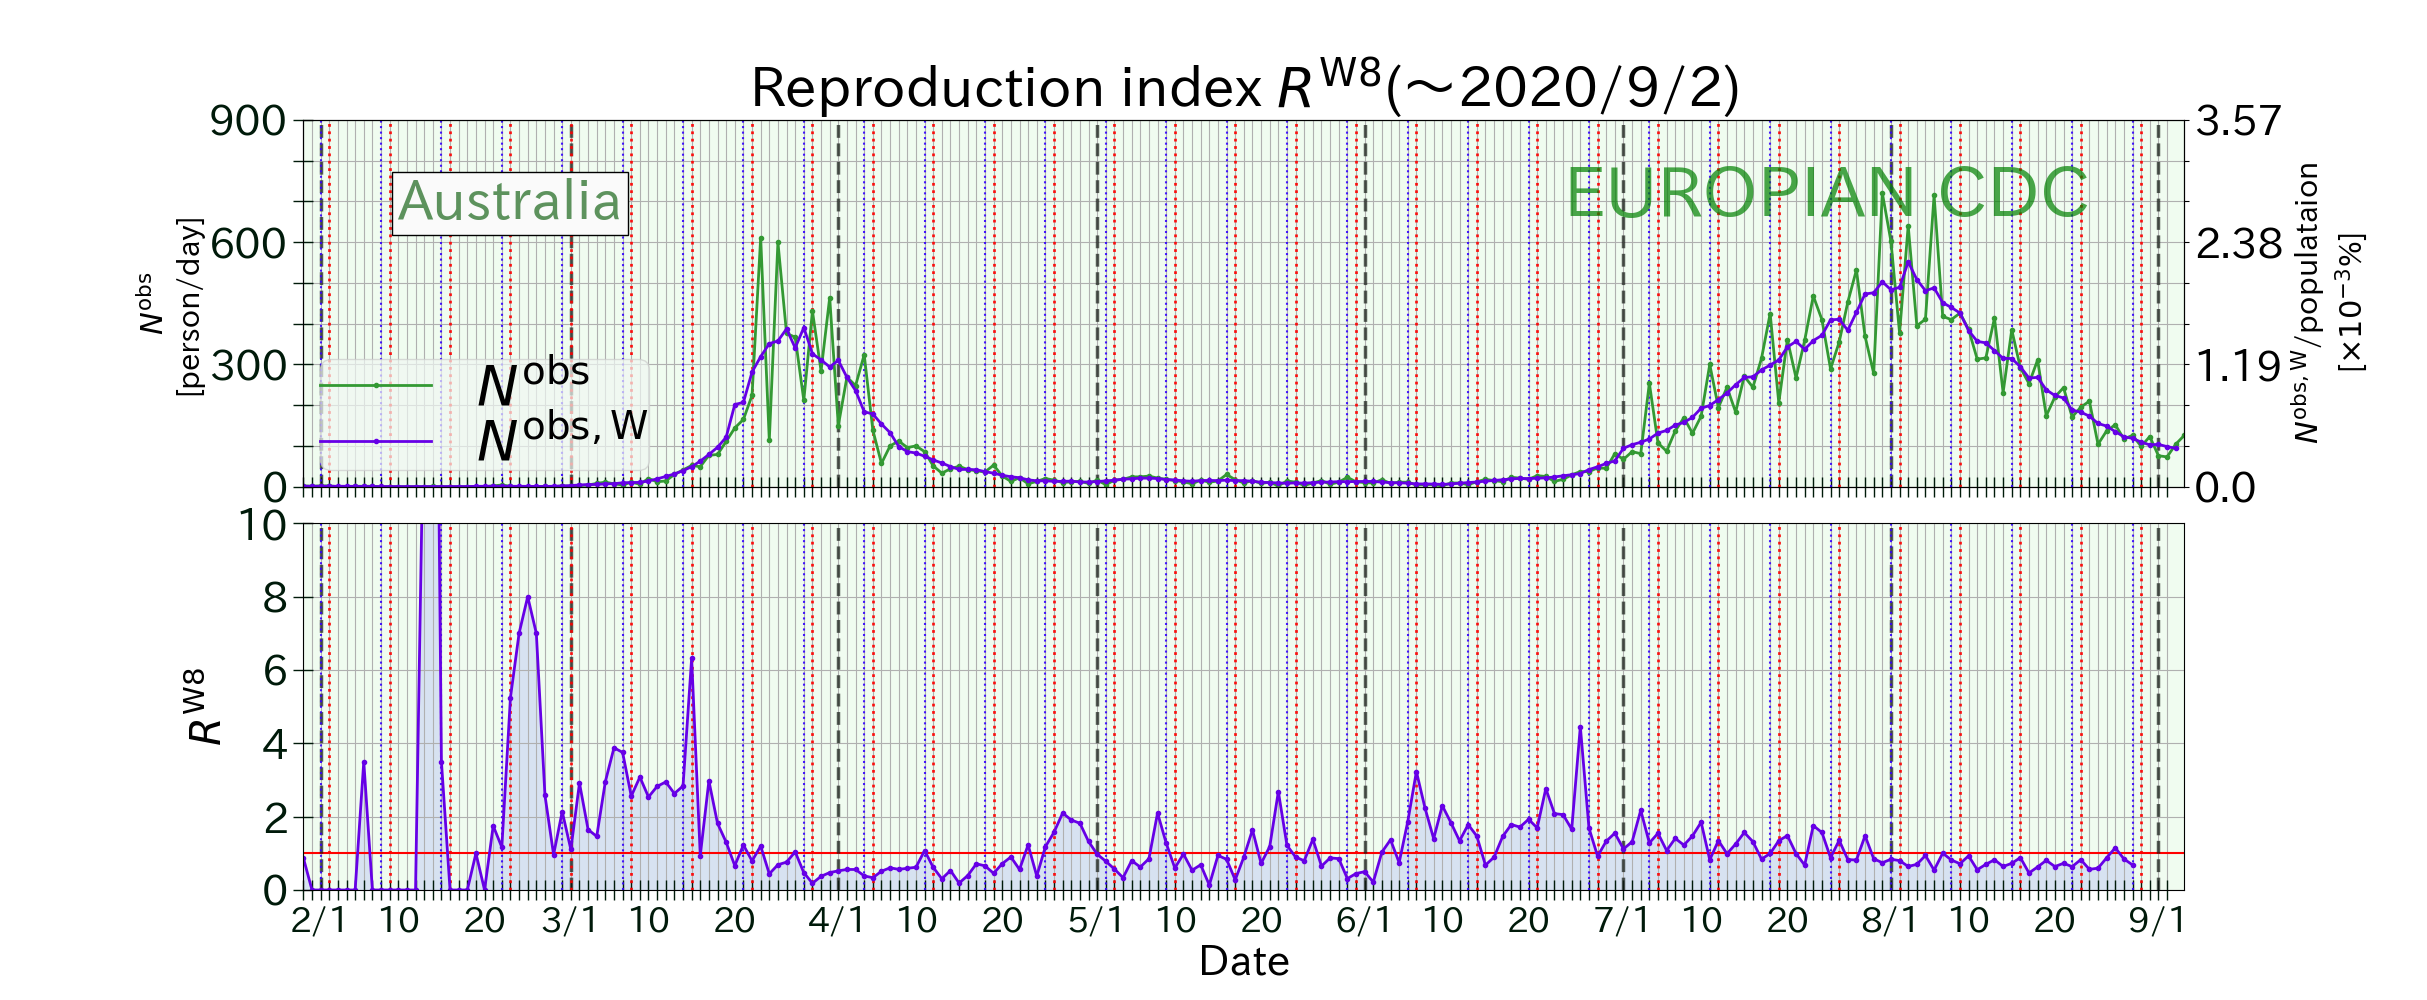 Reproduction index R^W8(～2020/9/2)
Australia
EUROPIAN CDC
N^obs
[person/day]
900
600
300
0
N^obs
N^obs, W
3.57
2.38
1.19
0.0
N^obs, W/populataion
[×10^−3%]
R^W8
10
8
6
4
2
0
2/1 10 20 3/1 10 20 4/1 10 20 5/1 10 20 6/1 10 20 7/1 10 20 8/1 10 20 9/1
Date